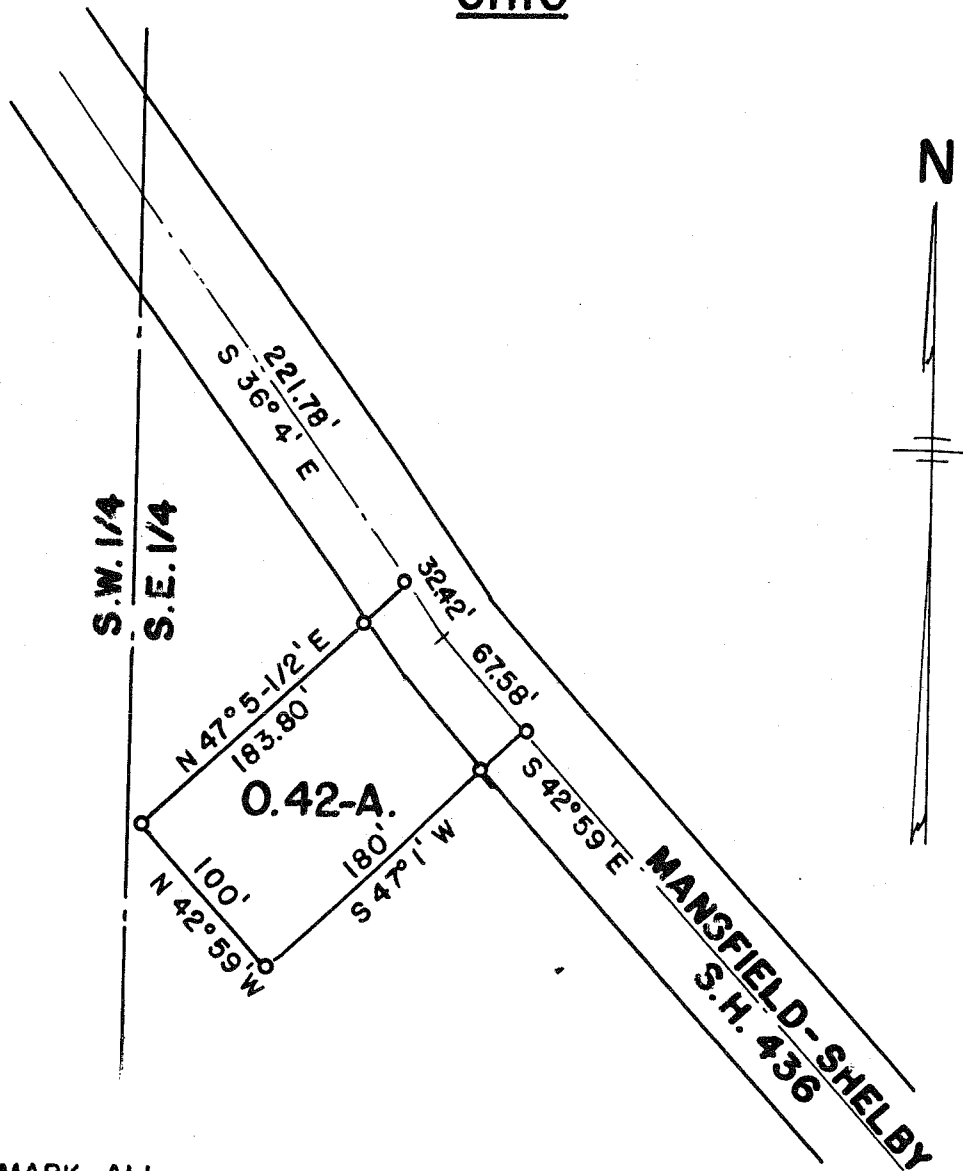 OHIO
N
221.78'
S 36° 4' E
S.W. 1/4
S.E. 1/4
32.42'
67.58'
N 47° 5-1/2' E
183.80'
0.42-A.
180'
S 47° 1' W
S 42° 59' E
100'
N 42° 59' W
MANSFIELD-SHELBY
S.H. 436
MARK ALL